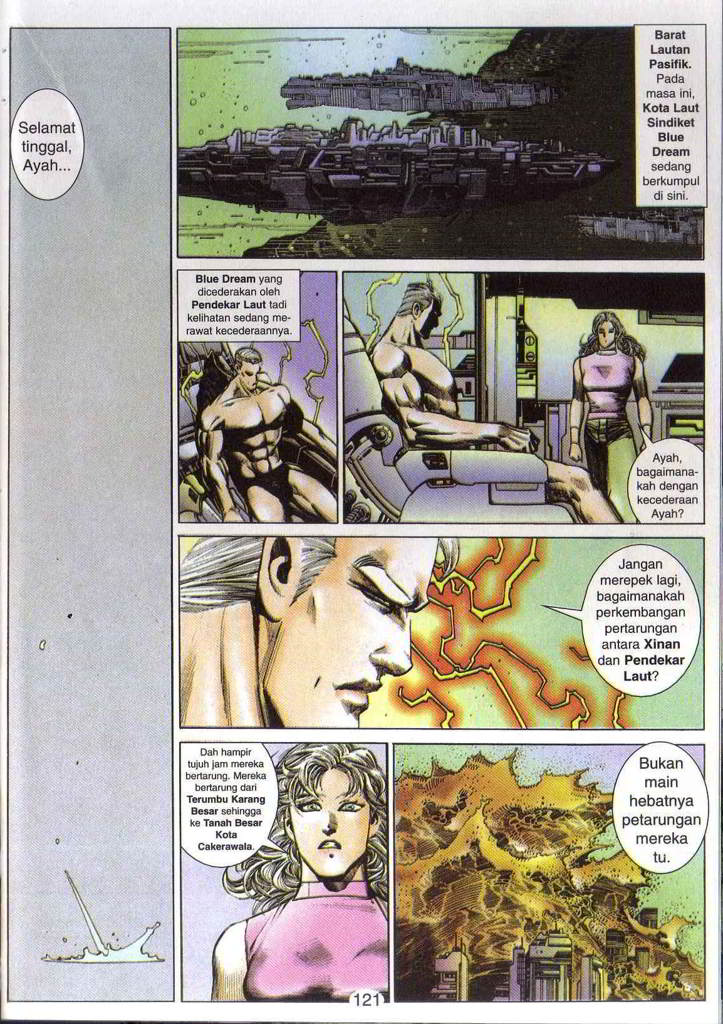 Selamat
tinggal,
Ayah...
Barat
Lautan
Pasifik.
Pada
masa ini,
Kota Laut
Sindiket
Blue
Dream
sedang
berkumpul
di sini.
Blue Dream yang
dicederakan oleh
Pendekar Laut tadi
kelihatan sedang me-
rawat kecederaannya.
Ayah,
bagaimana-
kah dengan
kecederaan
Ayah?
Jangan
merepek lagi,
bagaimanakah
perkembangan
pertarungan
antara Xinan
dan Pendekar
Laut?
Dah hampir
tujuh jam mereka
bertarung. Mereka
bertarung dari
Terumbu Karang
Besar sehingga
ke Tanah Besar
Kota
Cakerawala.
Bukan
main
hebatnya
petarungan
mereka
tu.
121